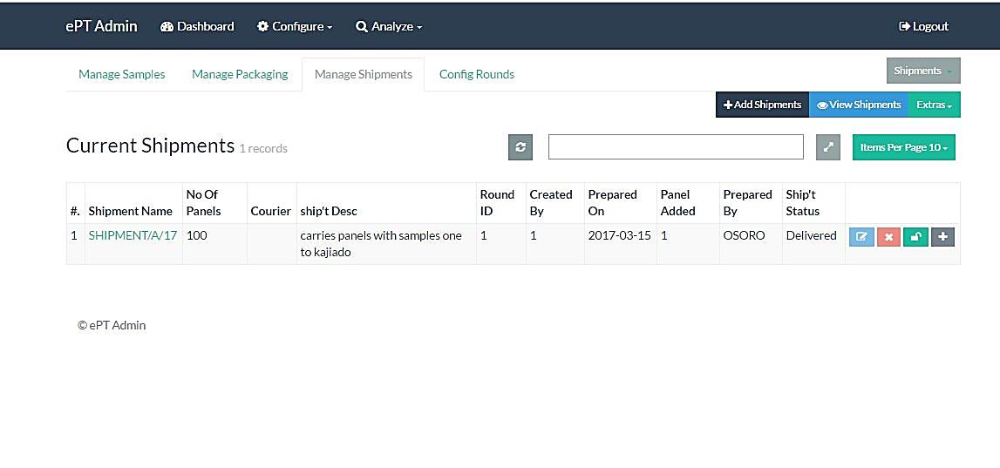 ePT Admin Dashboard Configure Analyze Logout
Manage Samples Manage Packaging Manage Shipments Config Rounds Shipments
Add Shipments View Shipments Extras
Current Shipments 1 records Items Per Page 10
#. Shipment Name No Of Panels Courier ship't Desc Round ID Created By Prepared On Panel Added Prepared By Ship't Status
1 SHIPMENT/A/17 100 carries panels with samples one to kajiado 1 1 2017-03-15 1 OSORO Delivered
© ePT Admin